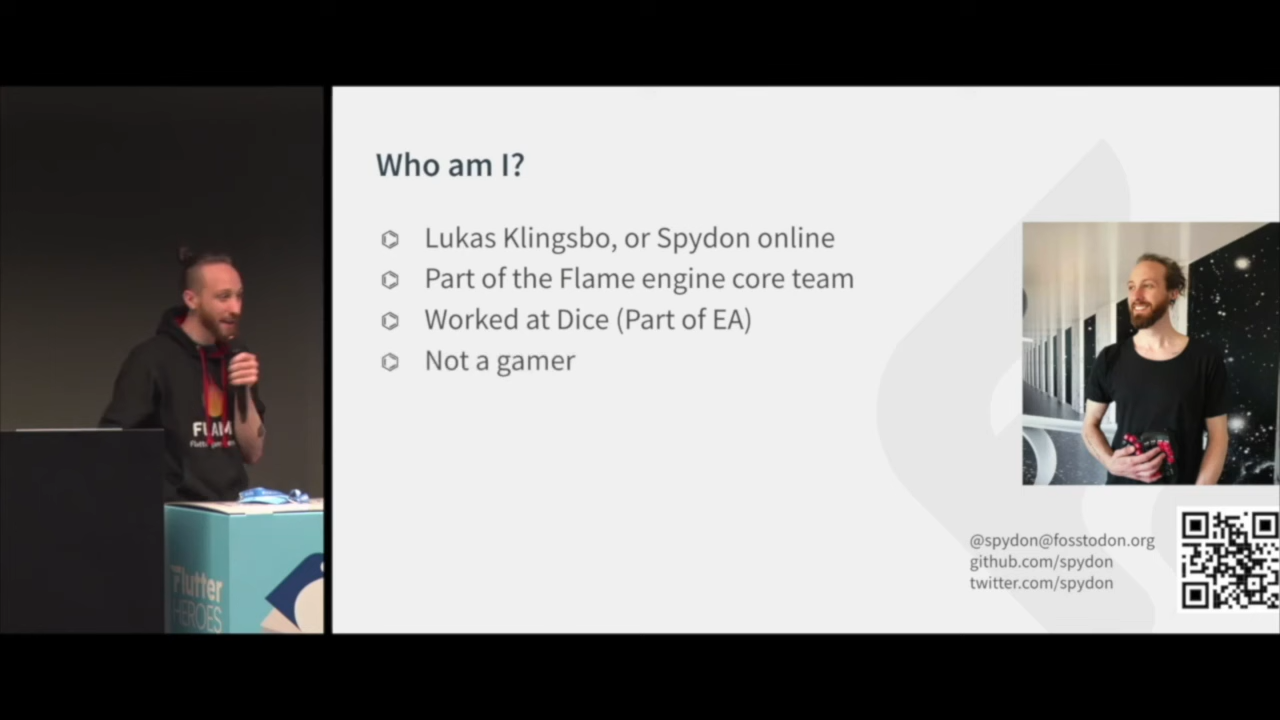 Who am I?
Lukas Klingsbo, or Spydon online
Part of the Flame engine core team
Worked at Dice (Part of EA)
Not a gamer
@spydon@fosstodon.org
github.com/spydon
twitter.com/spydon
Flutter
HEROES